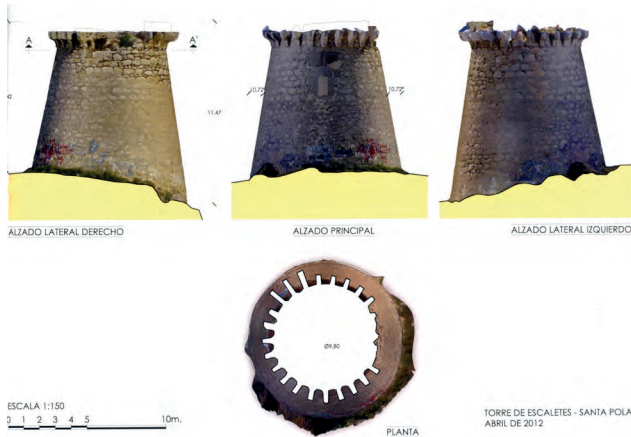 A
A'
11,47
10,72°
10,72°
ALZADO LATERAL DERECHO
ALZADO PRINCIPAL
ALZADO LATERAL IZQUIERDO
Ø9,80
ESCALA 1:150
0 1 2 3 4 5 10m.
PLANTA
TORRE DE ESCALETES - SANTA POLA
ABRIL DE 2012